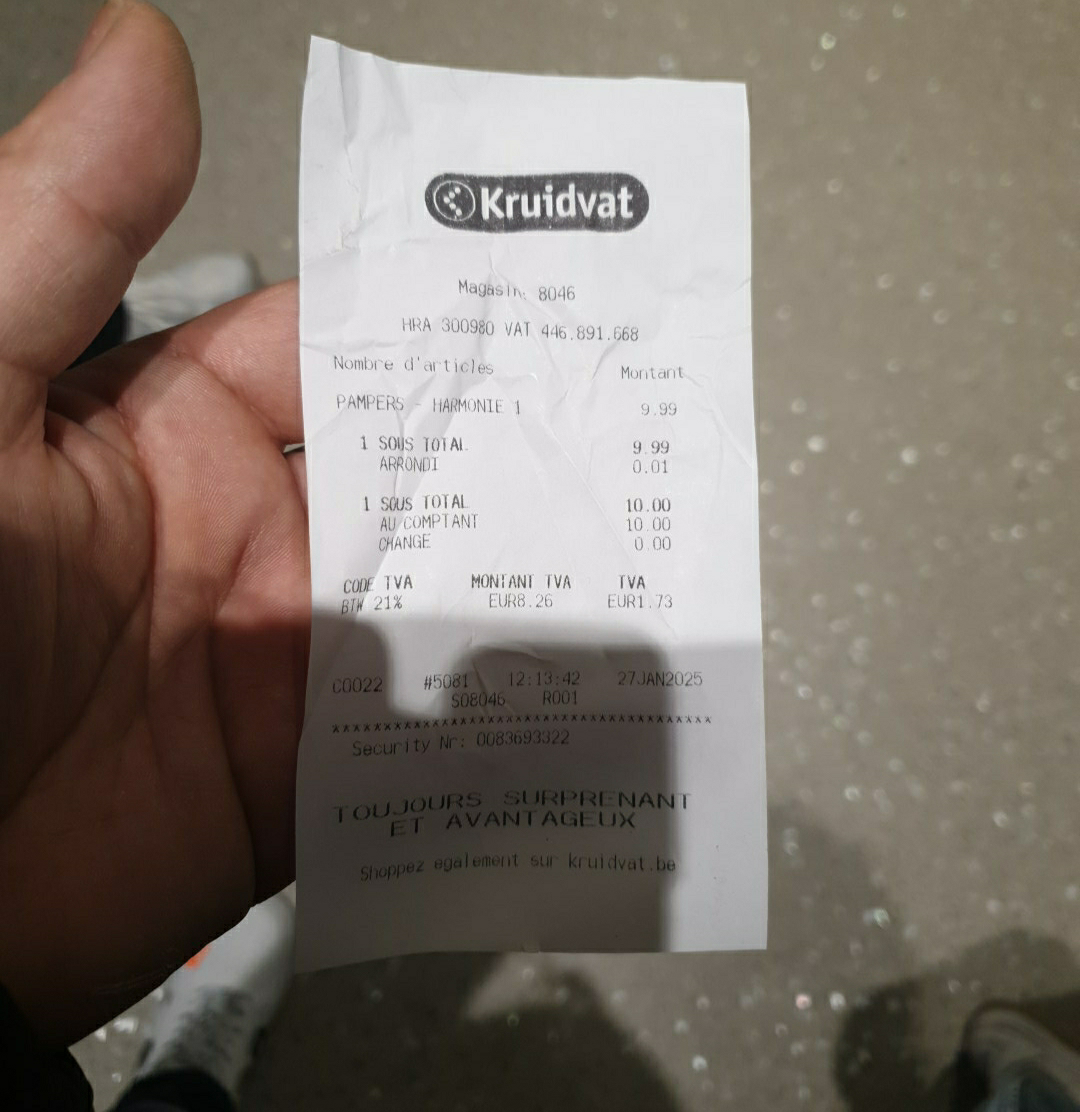 Kruidvat
Magasin: 8046
HRA 300980 VAT 446.891.668
Nombre d'articles Montant
PAMPERS - HARMONIE 1 9.99
1 SOUS TOTAL 9.99
ARRONDI 0.01
1 SOUS TOTAL 10.00
AU COMPTANT 10.00
CHANGE 0.00
CODE TVA MONTANT TVA TVA
BTW 21% EUR8.26 EUR1.73
C0022 #5081 12:13:42 27JAN2025
S08046 R001
************************************
Security Nr: 0083693322
TOUJOURS SURPRENANT
ET AVANTAGEUX
Shoppez egalement sur kruidvat.be